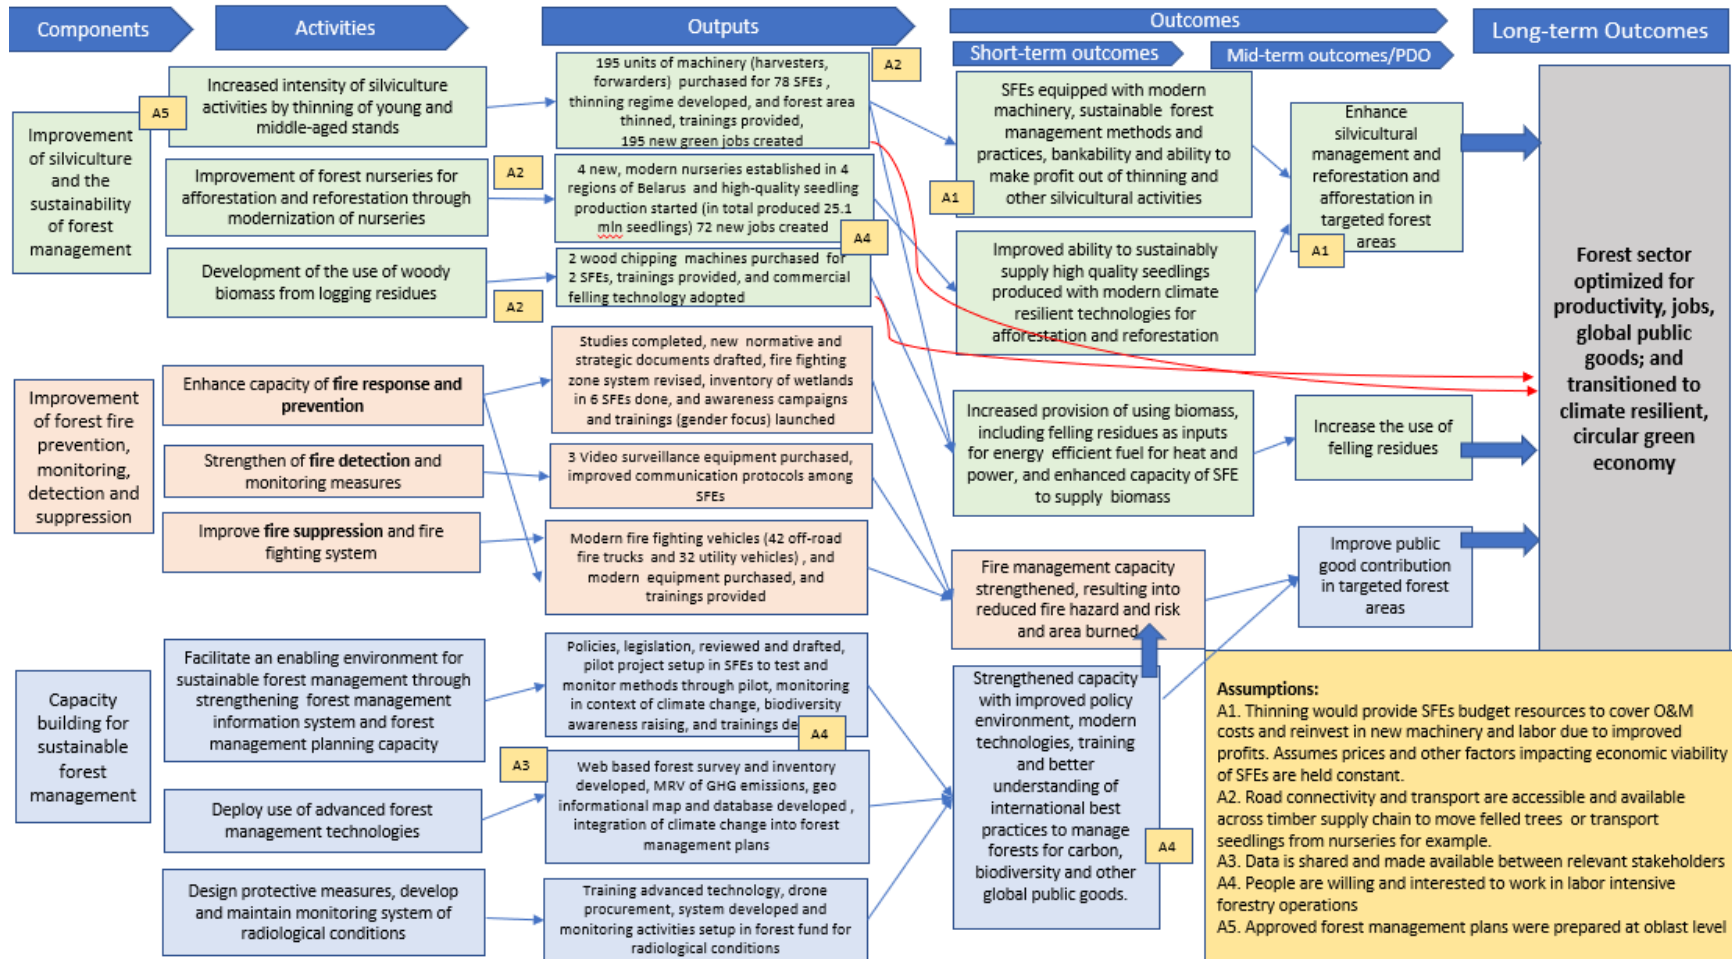 Components
Activities
Outputs
Outcomes
Short-term outcomes
Mid-term outcomes/PDO
Long-term Outcomes
Improvement
of silviculture
and the
sustainability
of forest
management
A5
Increased intensity of silviculture
activities by thinning of young and
middle-aged stands
Improvement of forest nurseries for
afforestation and reforestation through
modernization of nurseries
A2
Development of the use of woody
biomass from logging residues
A2
195 units of machinery (harvesters,
forwarders)  purchased for 78 SFEs ,
thinning regime developed, and forest area
thinned, trainings provided,
195 new green jobs created
A2
4 new, modern nurseries established in 4
regions of Belarus  and high-quality seedling
production started (in total produced 25.1
mln seedlings) 72 new jobs created
A4
2 wood chipping  machines purchased  for
2 SFEs, trainings provided, and commercial
felling technology adopted
SFEs equipped with modern
machinery, sustainable  forest
management methods and
practices, bankability and ability to
make profit out of thinning and
other silvicultural activities
A1
Improved ability to sustainably
supply high quality seedlings
produced with modern climate
resilient technologies for
afforestation and reforestation
Enhance
silvicultural
management and
reforestation and
afforestation in
targeted forest
areas
A1
Increased provision of using biomass,
including felling residues as inputs
for energy  efficient fuel for heat and
power, and enhanced capacity of SFE
to supply  biomass
Increase the use of
felling residues
Forest sector
optimized for
productivity, jobs,
global public
goods; and
transitioned to
climate resilient,
circular green
economy
Improvement
of forest fire
prevention,
monitoring,
detection and
suppression
Enhance capacity of fire response and
prevention
Strengthen of fire detection and
monitoring measures
Improve fire suppression and fire
fighting system
Studies completed, new  normative and
strategic documents drafted, fire fighting
zone system revised, inventory of wetlands
in 6 SFEs done, and awareness campaigns
and trainings (gender focus) launched
3 Video surveillance equipment purchased,
improved communication protocols among
SFEs
Modern fire fighting vehicles (42 off-road
fire trucks  and 32 utility vehicles) , and
modern  equipment purchased, and
trainings provided
Fire management capacity
strengthened, resulting into
reduced fire hazard and risk
and area burned
Improve public
good contribution
in targeted forest
areas
Capacity
building for
sustainable
forest
management
Facilitate an enabling environment for
sustainable forest management through
strengthening  forest management
information system and forest
management planning capacity
Deploy use of advanced forest
management technologies
Design protective measures, develop
and maintain monitoring system of
radiological conditions
Policies, legislation, reviewed and drafted,
pilot project setup in SFEs to test and
monitor methods through pilot, monitoring
in context of climate change, biodiversity
awareness raising, and trainings de
A4
A3
Web based forest survey and inventory
developed, MRV of GHG emissions, geo
informational map and database developed ,
integration of climate change into forest
management plans
Training advanced technology, drone
procurement, system developed and
monitoring activities setup in forest fund for
radiological conditions
Strengthened capacity
with improved policy
environment, modern
technologies, training
and better
understanding of
international best
practices to manage
forests for carbon,
biodiversity and other
global public goods.
A4
Assumptions:
A1. Thinning would provide SFEs budget resources to cover O&M
costs and reinvest in new machinery and labor due to improved
profits. Assumes prices and other factors impacting economic viability
of SFEs are held constant.
A2. Road connectivity and transport are accessible and available
across timber supply chain to move felled trees  or transport
seedlings from nurseries for example.
A3. Data is shared and made available between relevant stakeholders
A4. People are willing and interested to work in labor intensive
forestry operations
A5. Approved forest management plans were prepared at oblast level